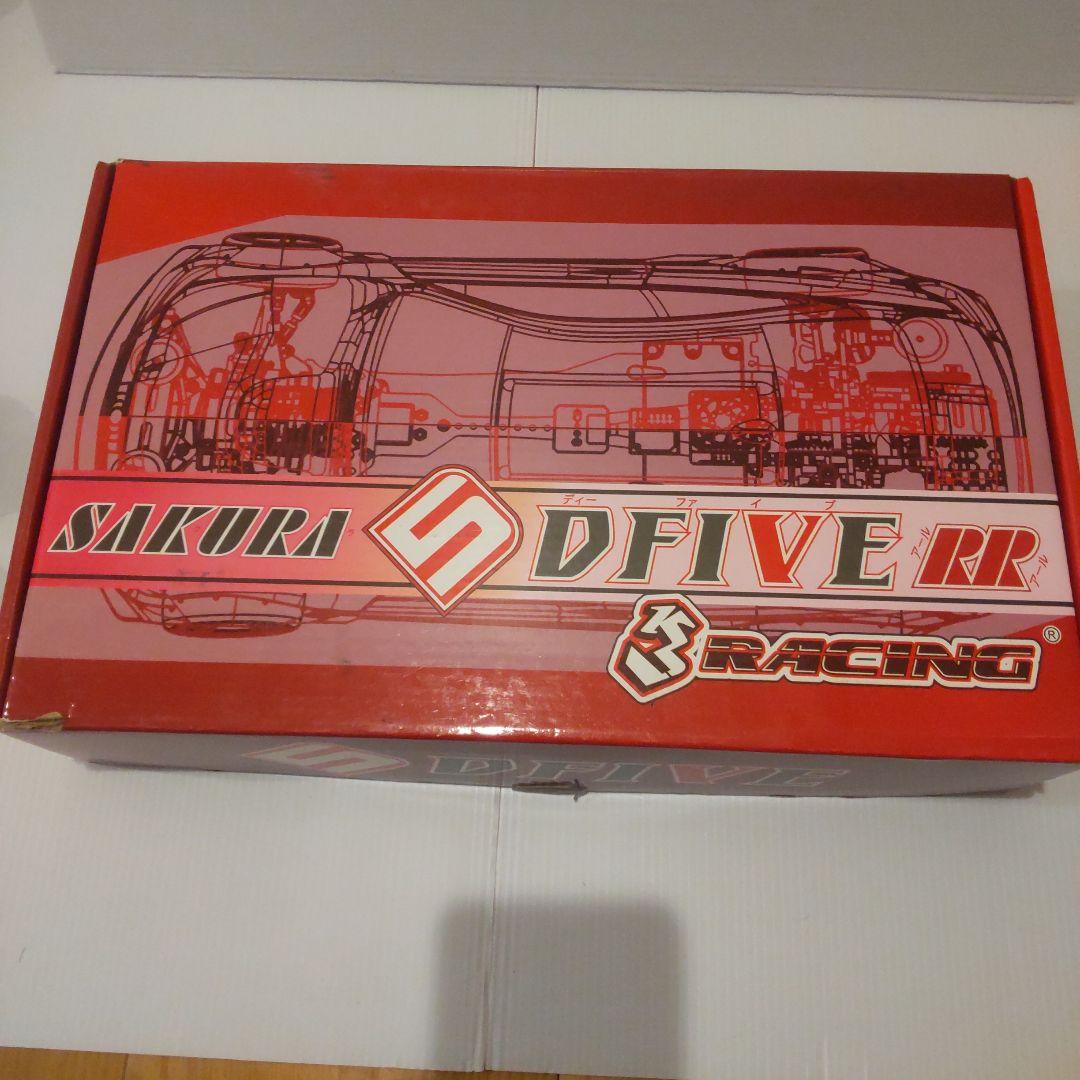 SAKURA S DFIVE RR
ディー ファ イ ブ アール アール
3RACING ®
S DFIVE